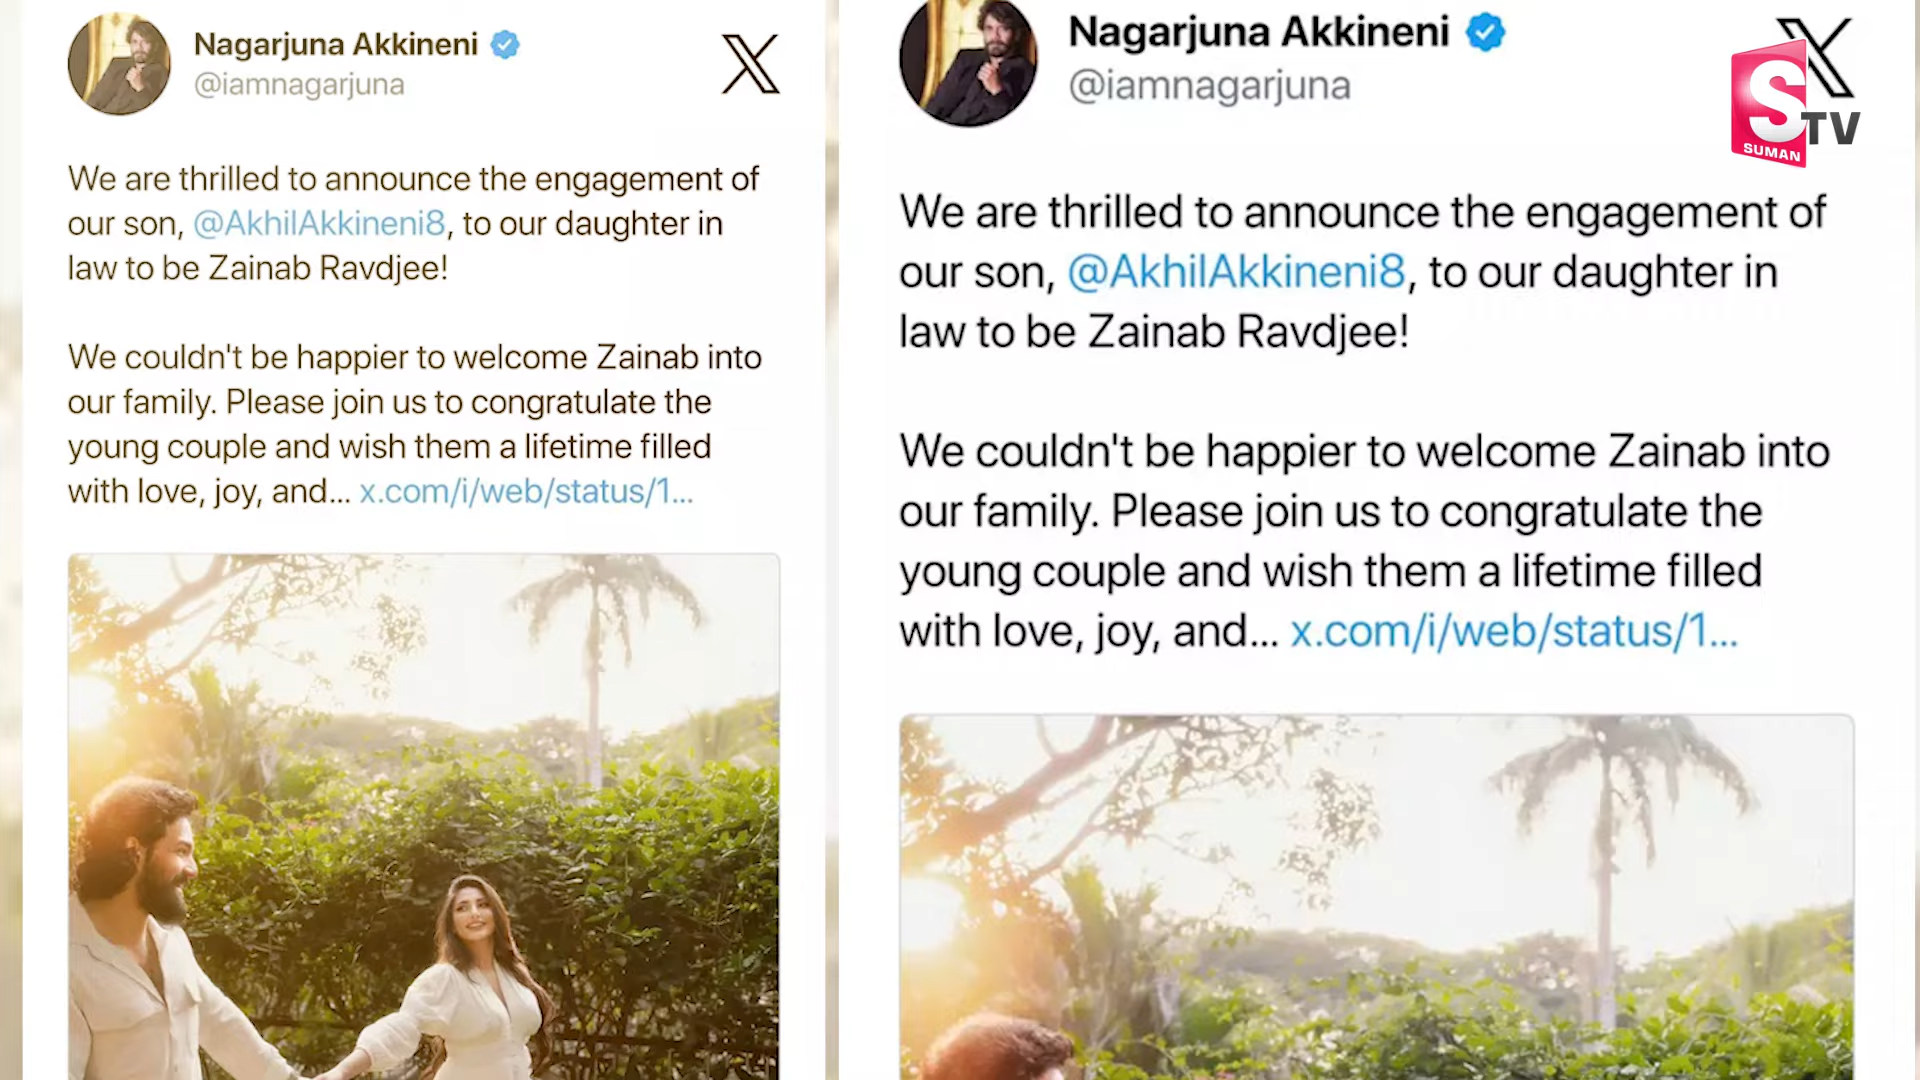 Nagarjuna Akkineni
@iamnagarjuna
We are thrilled to announce the engagement of
our son, @AkhilAkkineni8, to our daughter in
law to be Zainab Ravdjee!
We couldn't be happier to welcome Zainab into
our family. Please join us to congratulate the
young couple and wish them a lifetime filled
with love, joy, and... x.com/i/web/status/1...
Nagarjuna Akkineni
@iamnagarjuna
We are thrilled to announce the engagement of
our son, @AkhilAkkineni8, to our daughter in
law to be Zainab Ravdjee!
We couldn't be happier to welcome Zainab into
our family. Please join us to congratulate the
young couple and wish them a lifetime filled
with love, joy, and... x.com/i/web/status/1...
S TV
SUMAN